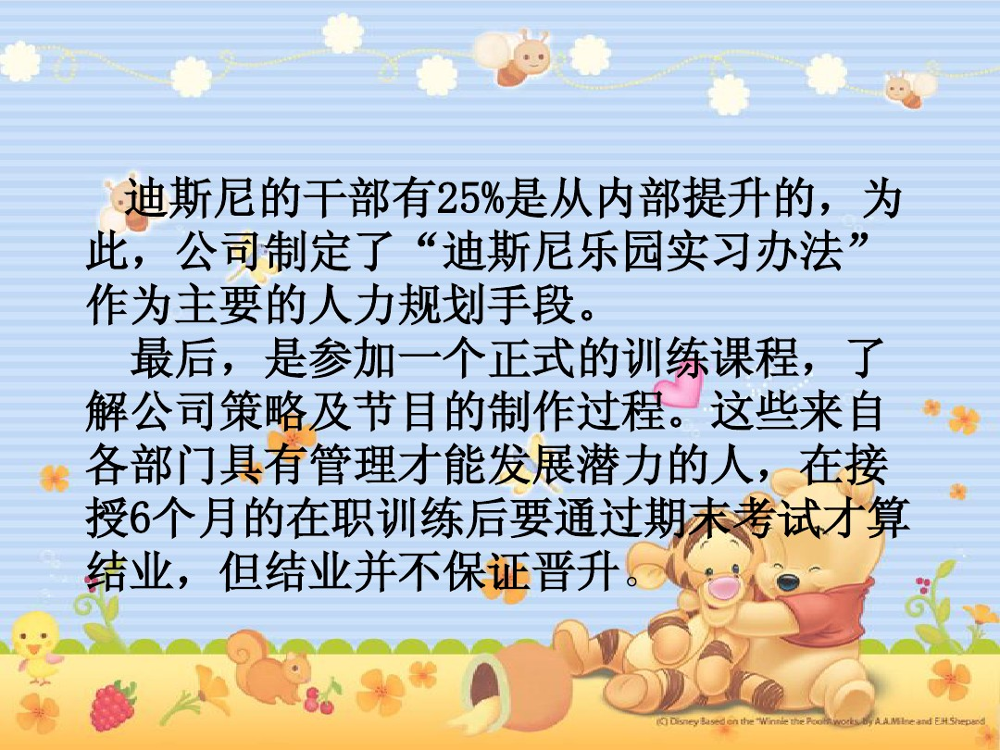 迪斯尼的干部有25%是从内部提升的，为
此，公司制定了“迪斯尼乐园实习办法”
作为主要的人力规划手段。
最后，是参加一个正式的训练课程，了
解公司策略及节目的制作过程。这些来自
各部门具有管理才能发展潜力的人，在接
授6个月的在职训练后要通过期末考试才算
结业，但结业并不保证晋升。
(C) Disney Based on the "Winnie the Pooh" works, by A.A.Milne and E.H.Shepard